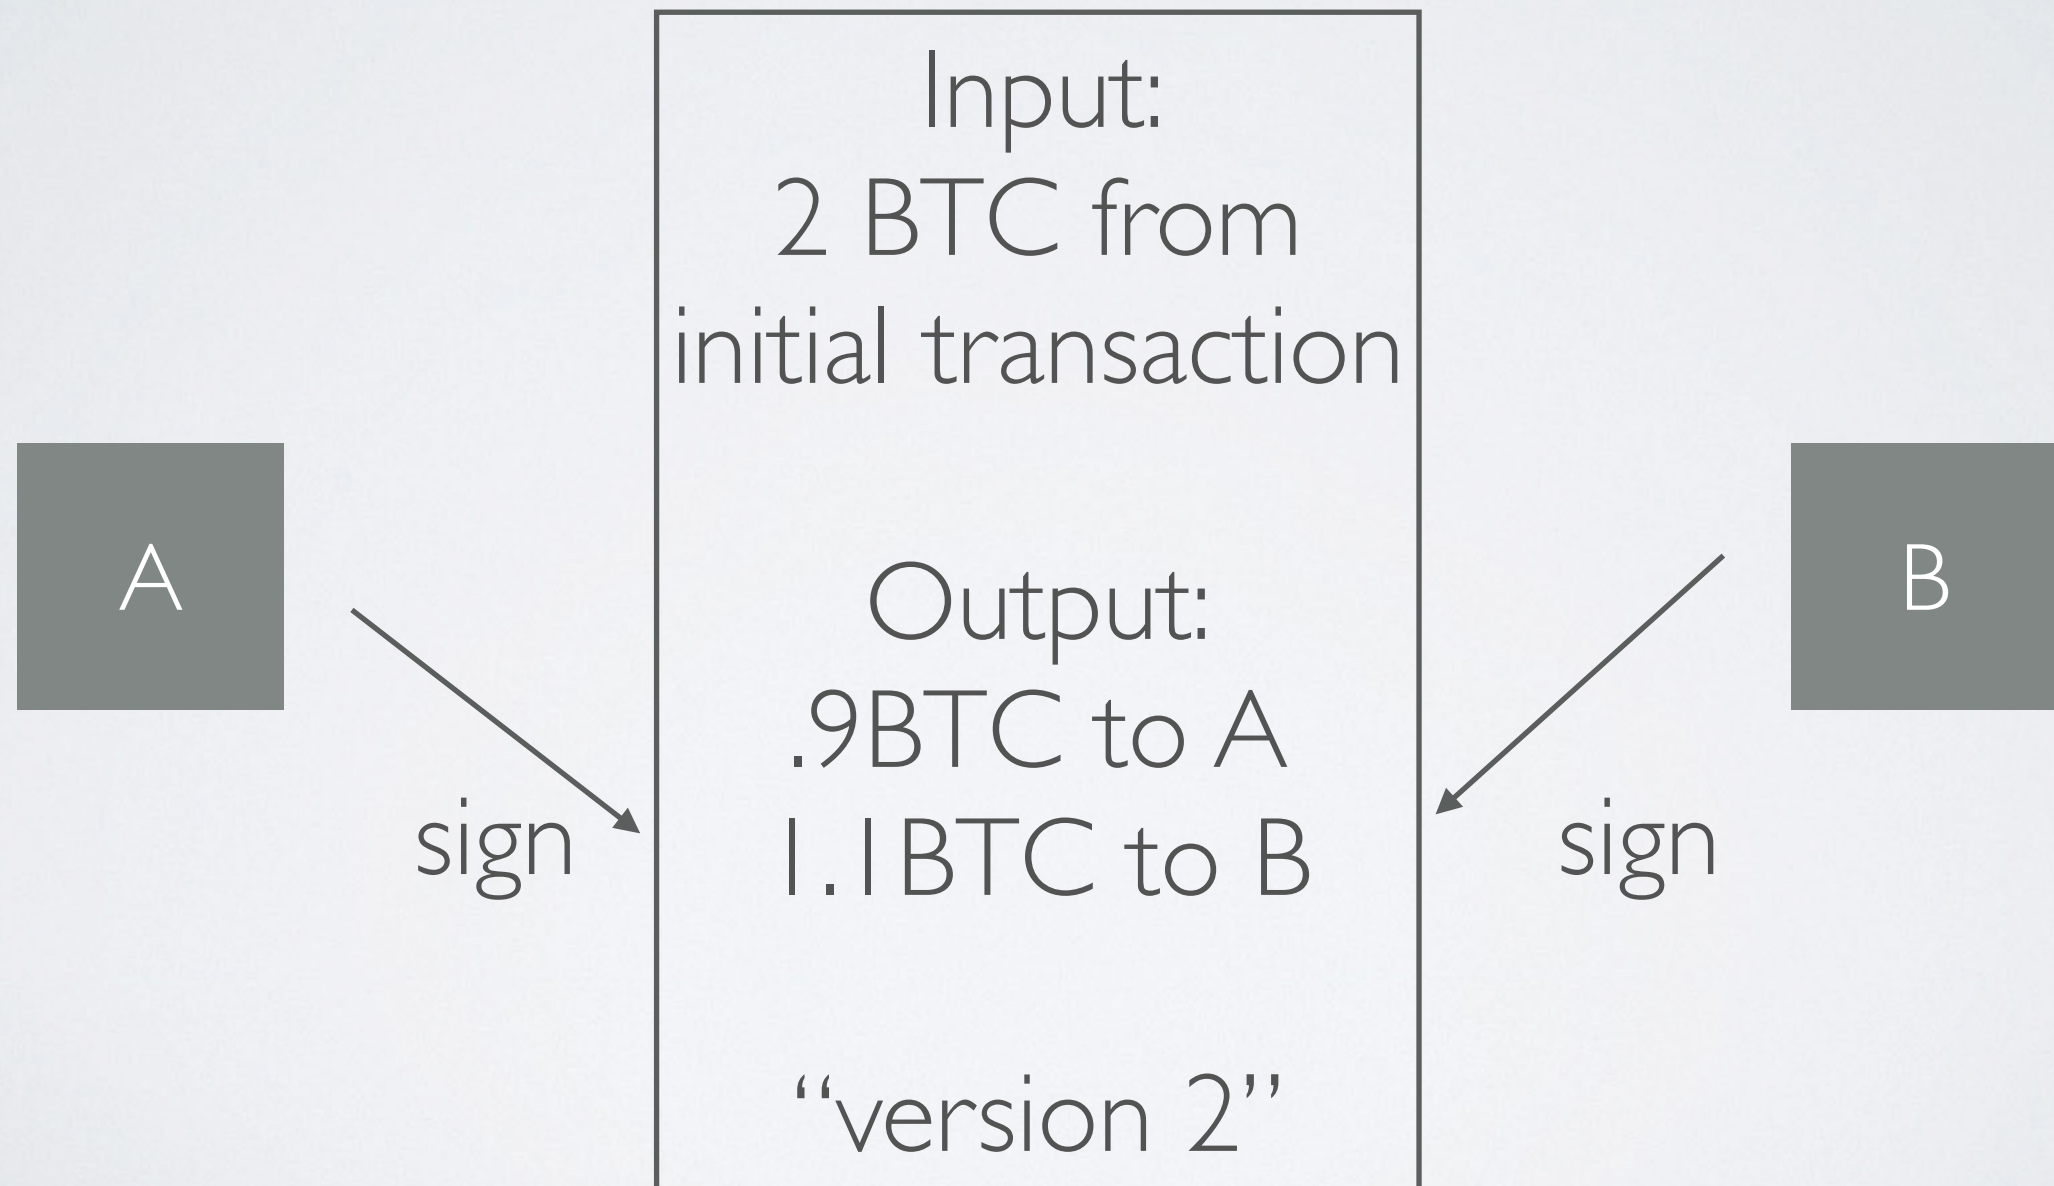 Input:
2 BTC from
initial transaction
A
B
Output:
.9BTC to A
1.1BTC to B
sign
sign
“version 2”